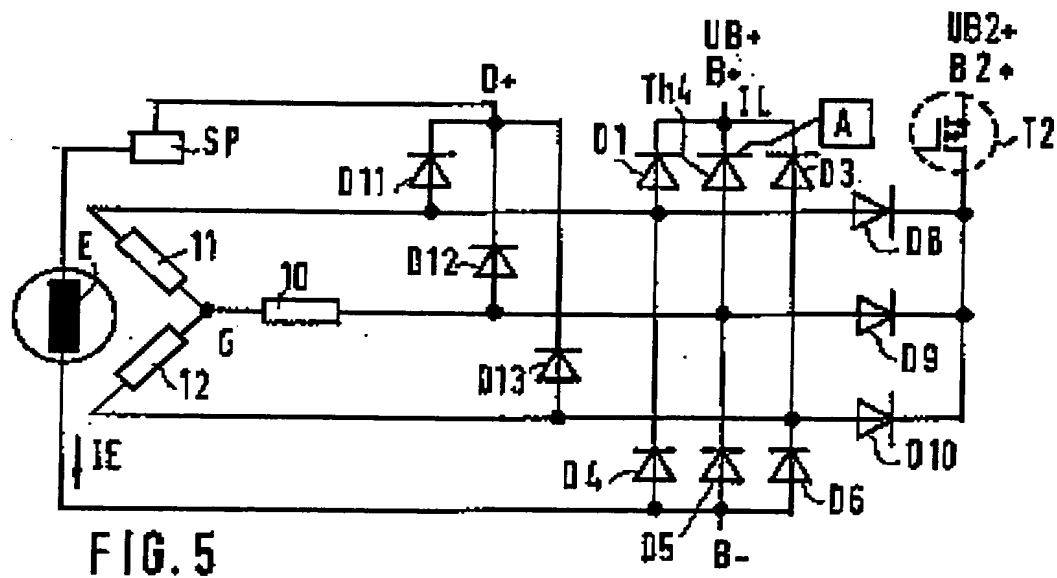 UB+
UB2+
D+
B+
B2+
Th4
IL
A
SP
D11
D1
D3
T2
E
11
D12
10
D8
G
D9
12
D13
IE
D10
D4
D6
D5
B-
FIG. 5